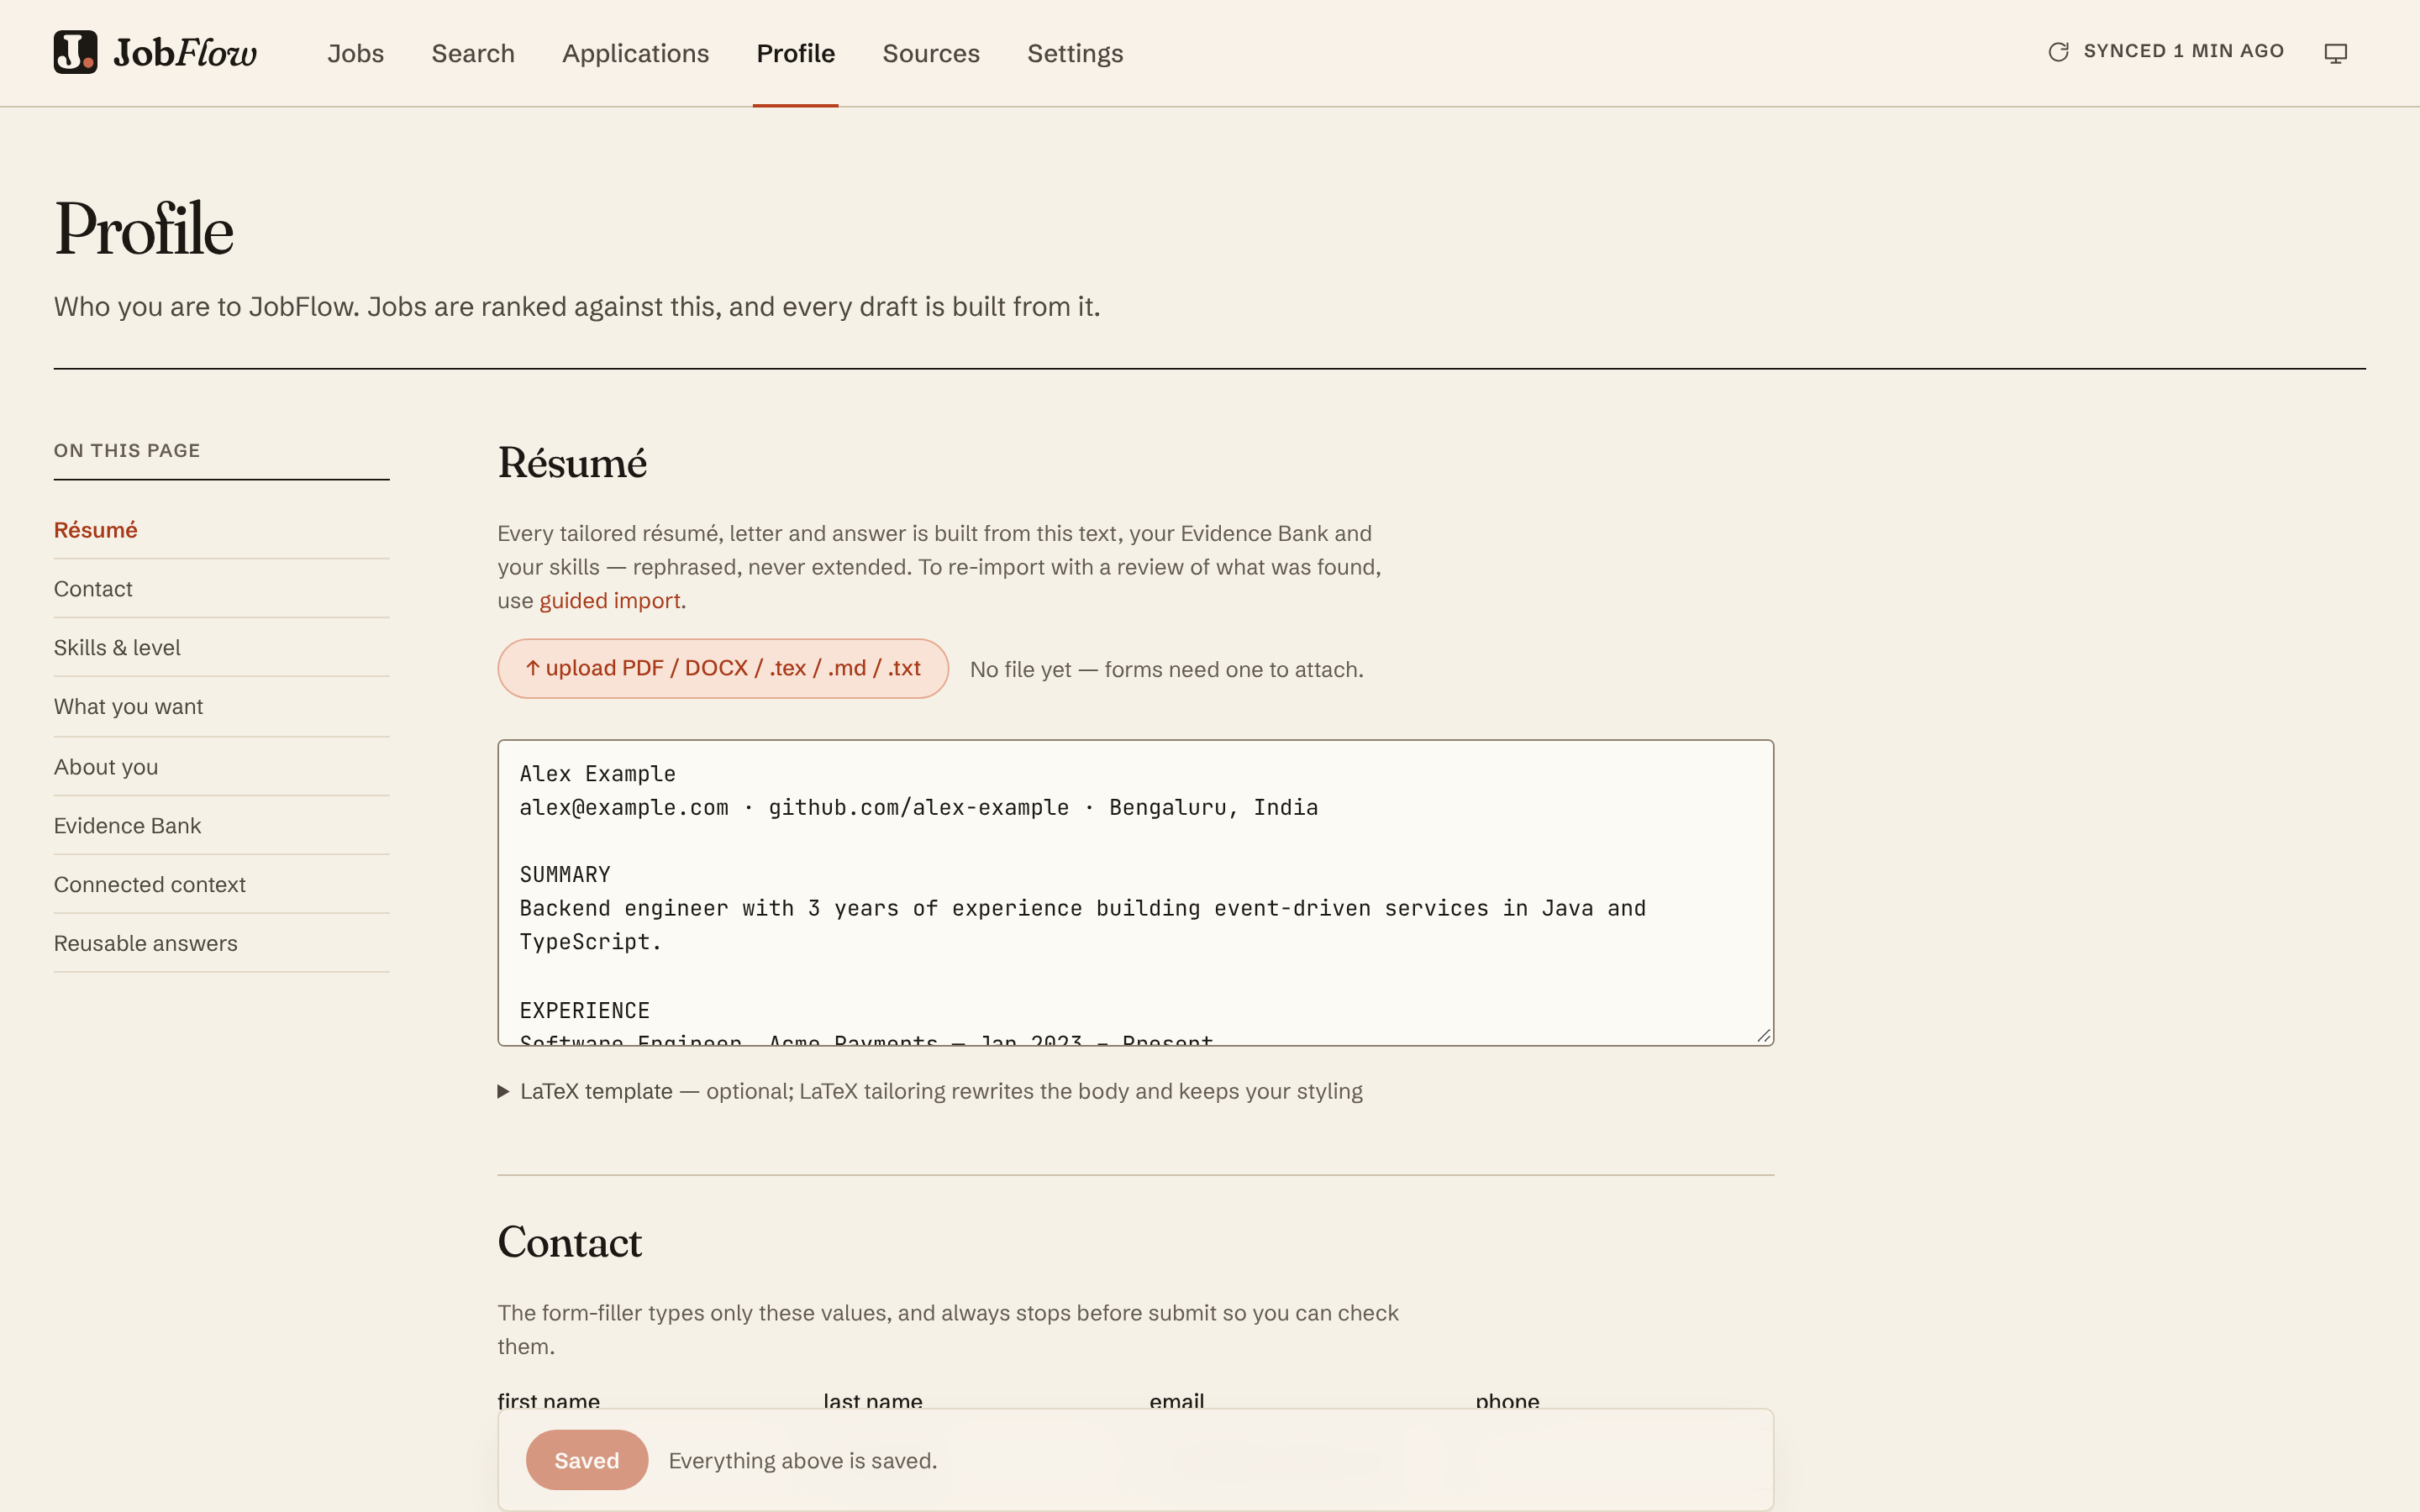 JobFlow
Jobs
Search
Applications
Profile
Sources
Settings
SYNCED 1 MIN AGO
Profile
Who you are to JobFlow. Jobs are ranked against this, and every draft is built from it.
ON THIS PAGE
Résumé
Contact
Skills & level
What you want
About you
Evidence Bank
Connected context
Reusable answers
Résumé
Every tailored résumé, letter and answer is built from this text, your Evidence Bank and
your skills — rephrased, never extended. To re-import with a review of what was found,
use guided import.
↑ upload PDF / DOCX / .tex / .md / .txt
No file yet — forms need one to attach.
Alex Example
alex@example.com · github.com/alex-example · Bengaluru, India
SUMMARY
Backend engineer with 3 years of experience building event-driven services in Java and
TypeScript.
EXPERIENCE
Software Engineer, Acme Payments — Jan 2023 – Present
▶ LaTeX template — optional; LaTeX tailoring rewrites the body and keeps your styling
Contact
The form-filler types only these values, and always stops before submit so you can check
them.
first name
last name
email
phone
Saved
Everything above is saved.